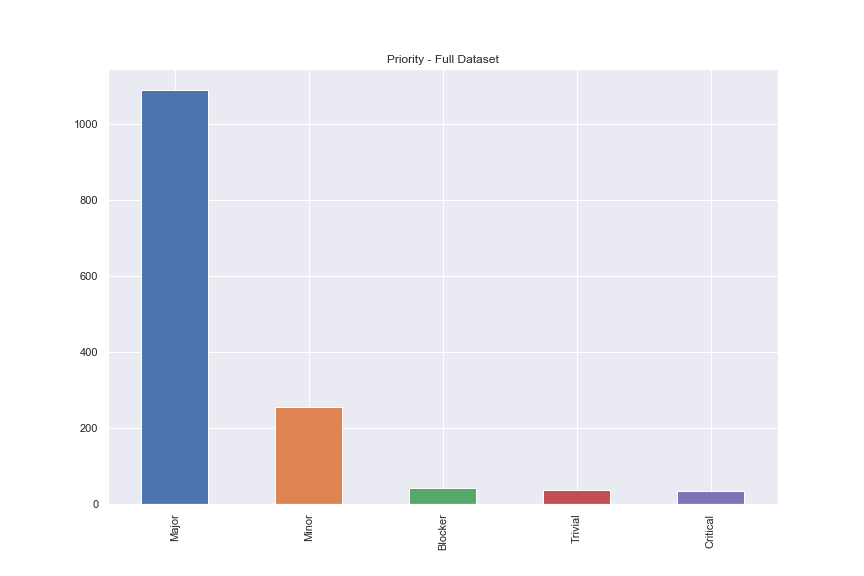 Priority - Full Dataset
1000
800
600
400
200
0
Major
Minor
Blocker
Trivial
Critical